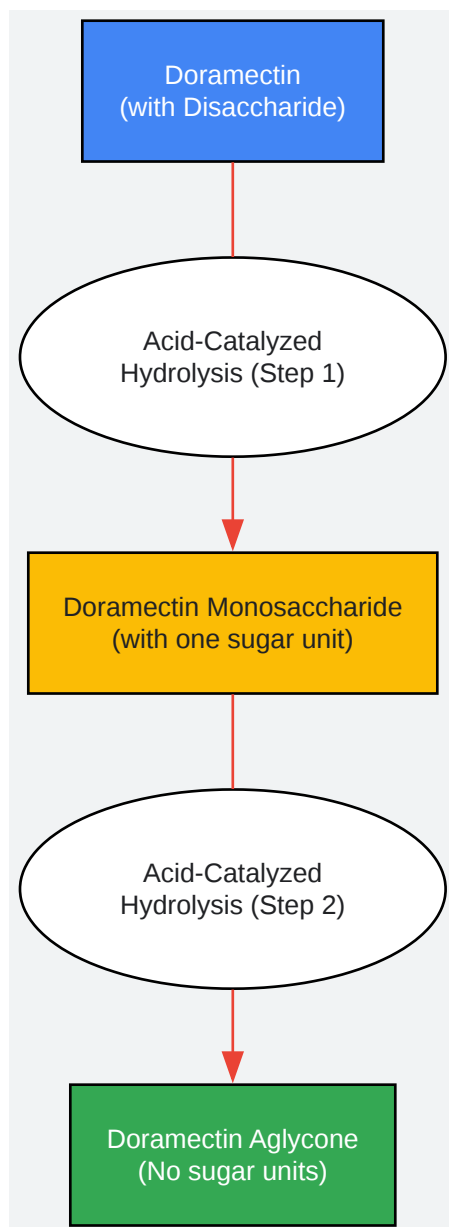 Doramectin
(with Disaccharide)
Acid-Catalyzed
Hydrolysis (Step 1)
Doramectin Monosaccharide
(with one sugar unit)
Acid-Catalyzed
Hydrolysis (Step 2)
Doramectin Aglycone
(No sugar units)